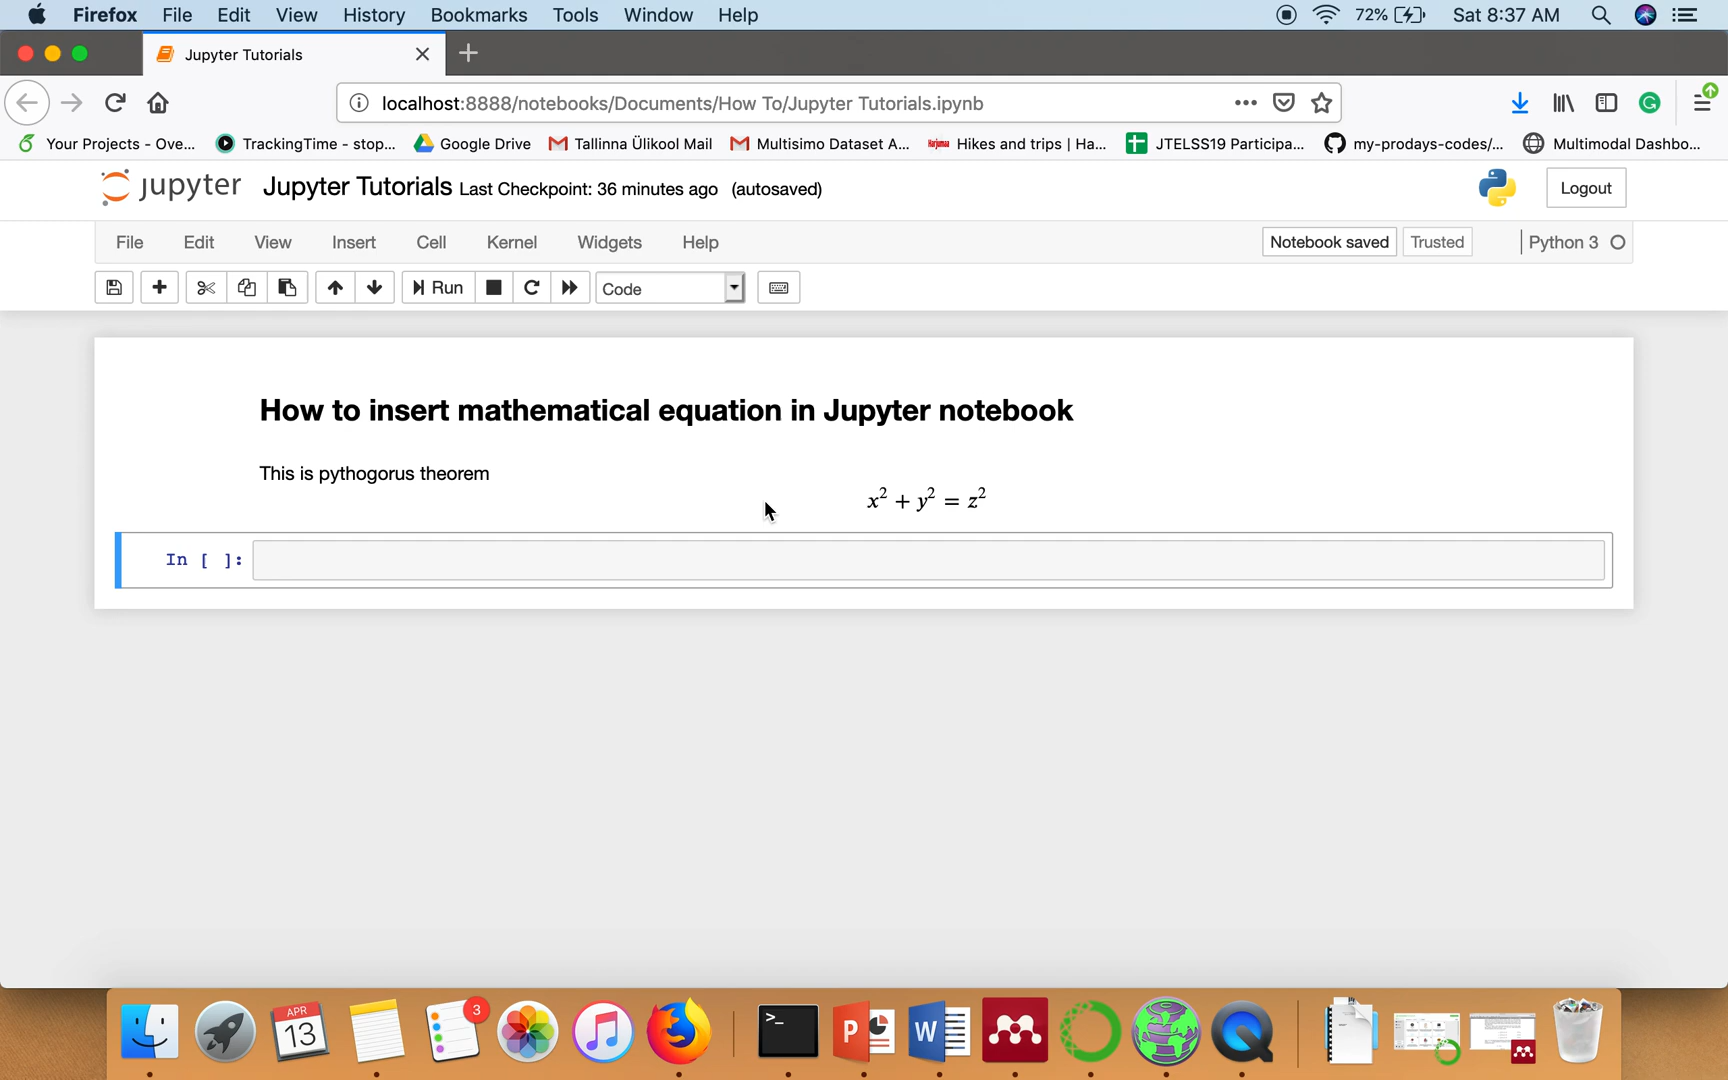 Firefox File Edit View History Bookmarks Tools Window Help 72% Sat 8:37 AM
Jupyter Tutorials
localhost:8888/notebooks/Documents/How To/Jupyter Tutorials.ipynb
Your Projects - Ove... TrackingTime - stop... Google Drive Tallinna Ülikool Mail Multisimo Dataset A... Hikes and trips | Ha... JTELSS19 Participa... my-prodays-codes/... Multimodal Dashbo...
jupyter Jupyter Tutorials Last Checkpoint: 36 minutes ago (autosaved) Logout
File Edit View Insert Cell Kernel Widgets Help Notebook saved Trusted Python 3
Run Code
How to insert mathematical equation in Jupyter notebook
This is pythogorus theorem
x² + y² = z²
In [ ]:
APR 13 3 >_ P W